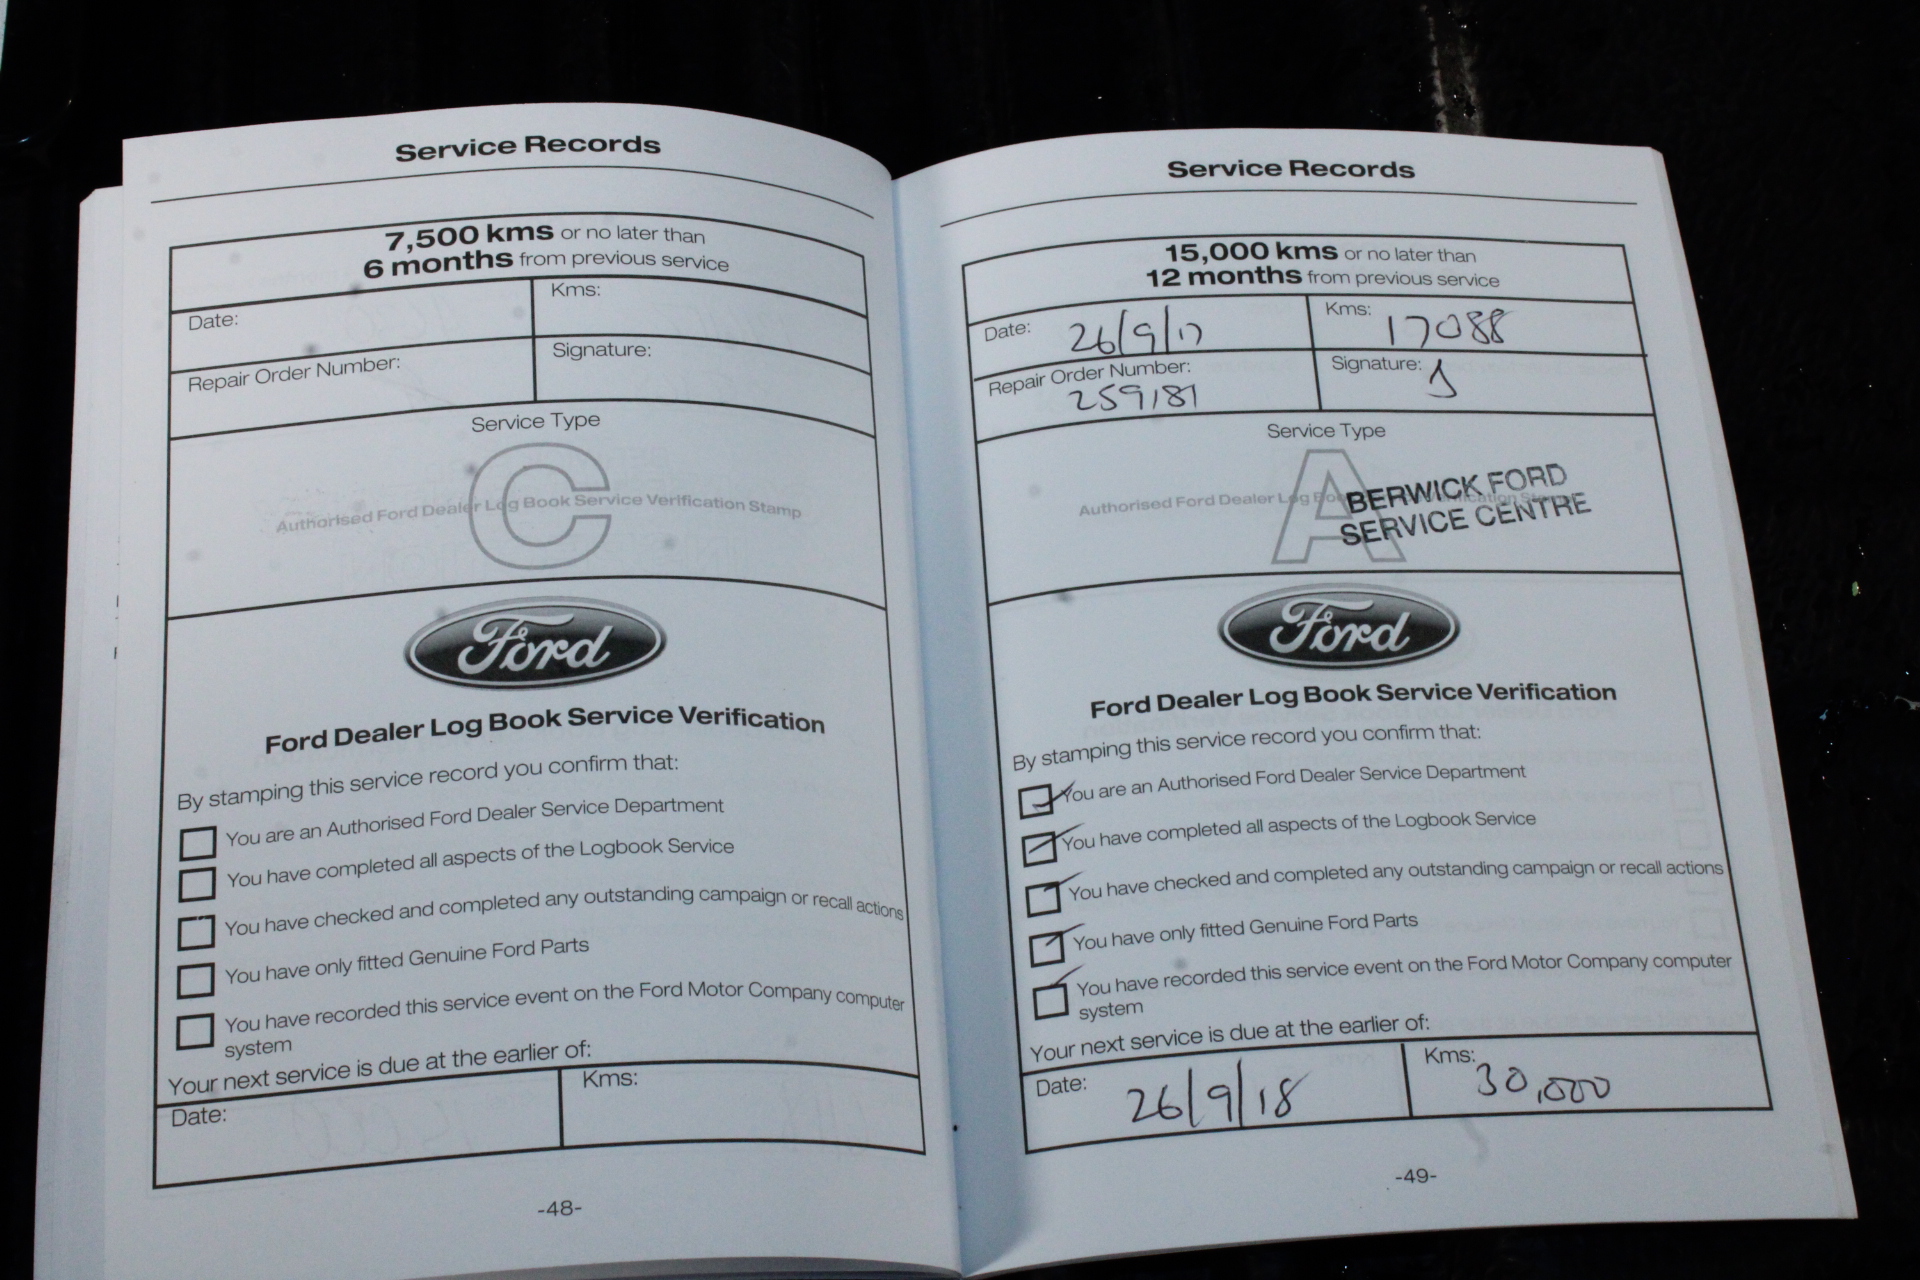 Service Records
7,500 kms or no later than
6 months from previous service
Date:
Kms:
Repair Order Number:
Signature:
Service Type
C
Authorised Ford Dealer Log Book Service Verification Stamp
Ford
Ford Dealer Log Book Service Verification
By stamping this service record you confirm that:
You are an Authorised Ford Dealer Service Department
You have completed all aspects of the Logbook Service
You have checked and completed any outstanding campaign or recall actions
You have only fitted Genuine Ford Parts
You have recorded this service event on the Ford Motor Company computer
system
Your next service is due at the earlier of:
Date:
Kms:
-48-
Service Records
15,000 kms or no later than
12 months from previous service
Date: 26/9/17
Kms: 17088
Repair Order Number:
259181
Signature:
Service Type
A
Authorised Ford Dealer Log
BERWICK FORD
SERVICE CENTRE
Ford
Ford Dealer Log Book Service Verification
By stamping this service record you confirm that:
You are an Authorised Ford Dealer Service Department
You have completed all aspects of the Logbook Service
You have checked and completed any outstanding campaign or recall actions
You have only fitted Genuine Ford Parts
You have recorded this service event on the Ford Motor Company computer
system
Your next service is due at the earlier of:
Date: 26/9/18
Kms: 30,000
-49-